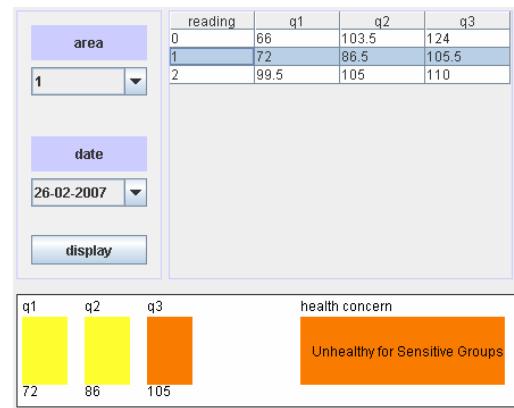 area
1
date
26-02-2007
display
reading q1 q2 q3
0 66 103.5 124
1 72 86.5 105.5
2 99.5 105 110
q1 q2 q3 health concern
Unhealthy for Sensitive Groups
72 86 105